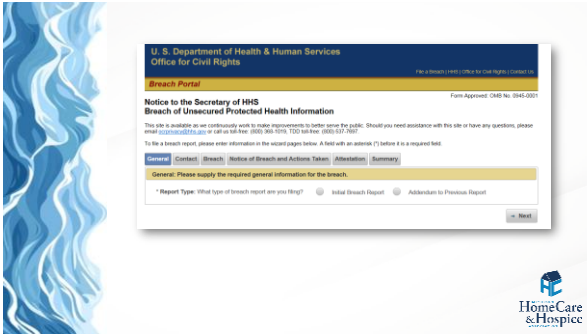 U. S. Department of Health & Human Services
Office for Civil Rights
File a Breach | HHS | Office for Civil Rights | Contact Us
Breach Portal
Form Approved: OMB No. 0945-0001
Notice to the Secretary of HHS
Breach of Unsecured Protected Health Information
This site is available as we continuously work to make improvements to better serve the public. Should you need assistance with this site or have any questions, please
email ocrprivacy@hhs.gov or call us toll-free: (800) 368-1019, TDD toll-free: (800) 537-7697.
To file a breach report, please enter information in the wizard pages below. A field with an asterisk (*) before it is a required field.
General Contact Breach Notice of Breach and Actions Taken Attestation Summary
General: Please supply the required general information for the breach.
* Report Type: What type of breach report are you filing? Initial Breach Report Addendum to Previous Report
→ Next
HomeCare
& Hospice